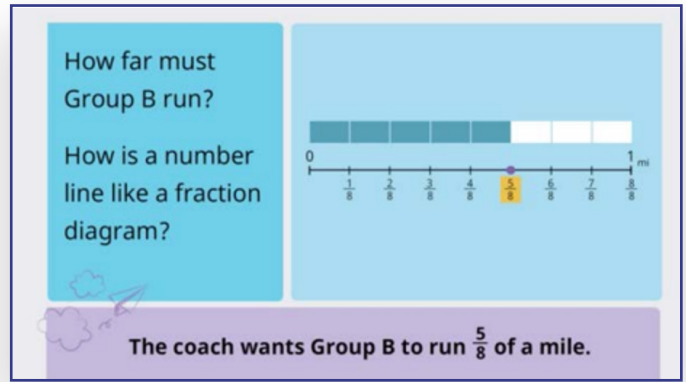 How far must
Group B run?
How is a number
line like a fraction
diagram?
0 1 mi
1/8 2/8 3/8 4/8 5/8 6/8 7/8 8/8
The coach wants Group B to run 5/8 of a mile.